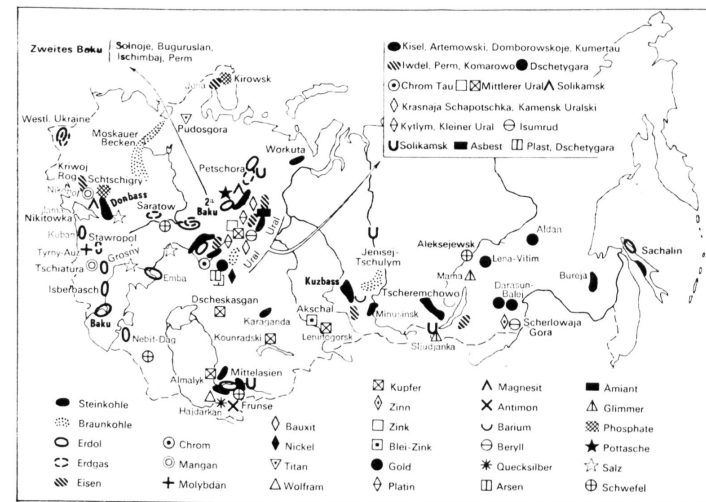 Zweites Baku Solnoje, Buguruslan,
Ischimbaj, Perm
Kisel, Artemowski, Domborowskoje, Kumertau
Iwdel, Perm, Komarowo Dschetygara
Chrom Tau Mittlerer Ural Solikamsk
Krasnaja Schapotschka, Kamensk Uralski
Kytlym, Kleiner Ural Isumrud
Solikamsk Asbest Plast, Dschetygara
Kirowsk
Westl. Ukraine
Pudosgora
Moskauer
Becken
Workuta
Petschora
Kriwoj
Rog
Schtschigry
Donbass
2.
Baku
Ural
Ural
Nikitowka
Saratow
Kuban
Stawropol
Tyrny-Auz
Grosny
Tschiatura
Emba
Isberbasch
Baku
Nebit-Dag
Jenisej-
Tschulym
Aleksejewsk
Aldan
Lena-Vitim
Mama
Sachalin
Bureja
Darasun-
Balej
Kuzbass
Tscheremchowo
Minusinsk
Scherlowaja
Gora
Sljudjanka
Dscheskasgan
Karaganda
Kounradski
Akschal
Leninogorsk
Almalyk
Mittelasien
Hajdarkan
Frunse
Steinkohle
Braunkohle
Erdol
Erdgas
Eisen
Chrom
Mangan
Molybdän
Bauxit
Nickel
Titan
Wolfram
Kupfer
Zinn
Zink
Blei-Zink
Gold
Platin
Magnesit
Antimon
Barium
Beryll
Quecksilber
Arsen
Amiant
Glimmer
Phosphate
Pottasche
Salz
Schwefel